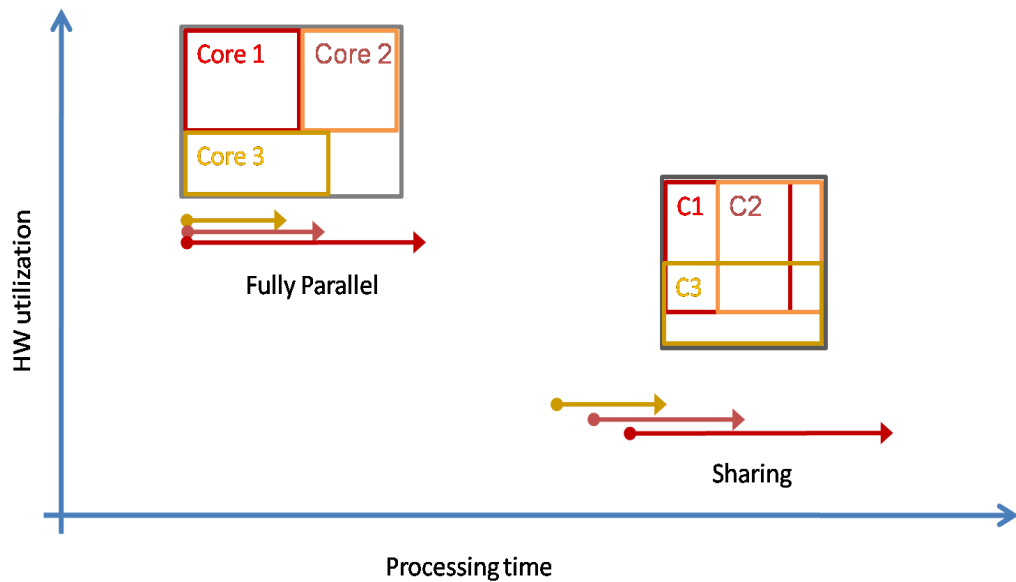 Core 1
Core 2
Core 3
Fully Parallel
C1
C2
C3
Sharing
HW utilization
Processing time